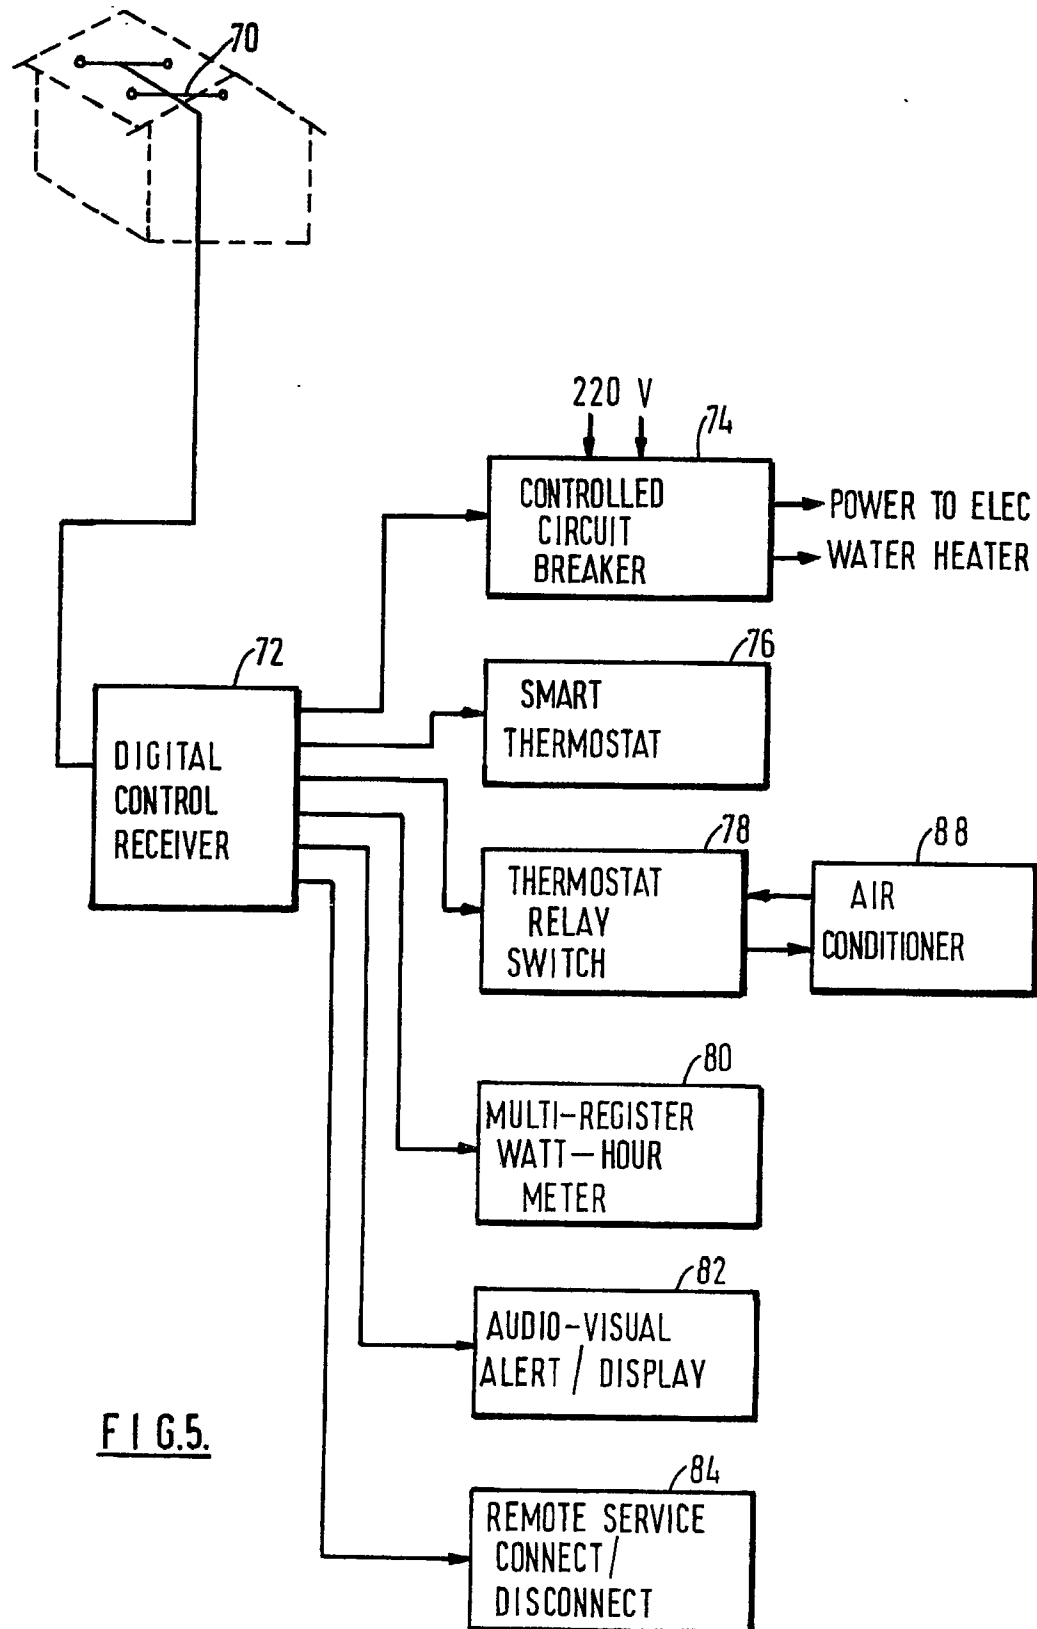 70
220 V
74
CONTROLLED
CIRCUIT
BREAKER
POWER TO ELEC
WATER HEATER
72
DIGITAL
CONTROL
RECEIVER
76
SMART
THERMOSTAT
78
THERMOSTAT
RELAY
SWITCH
88
AIR
CONDITIONER
80
MULTI-REGISTER
WATT-HOUR
METER
82
AUDIO-VISUAL
ALERT / DISPLAY
84
REMOTE SERVICE
CONNECT/
DISCONNECT
FIG.5.